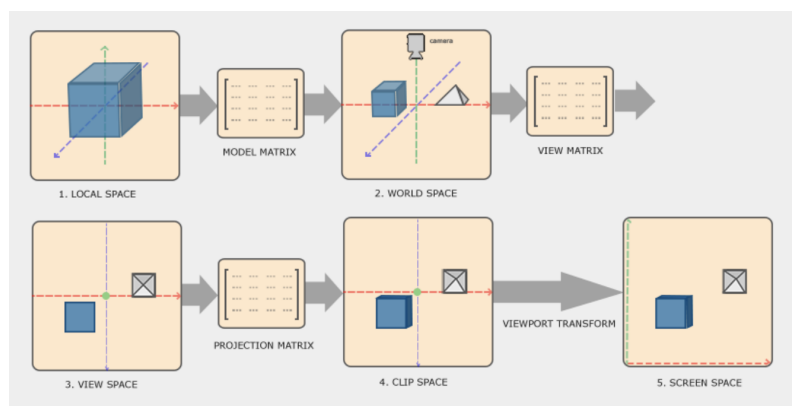 camera
MODEL MATRIX
VIEW MATRIX
1. LOCAL SPACE
2. WORLD SPACE
PROJECTION MATRIX
VIEWPORT TRANSFORM
3. VIEW SPACE
4. CLIP SPACE
5. SCREEN SPACE